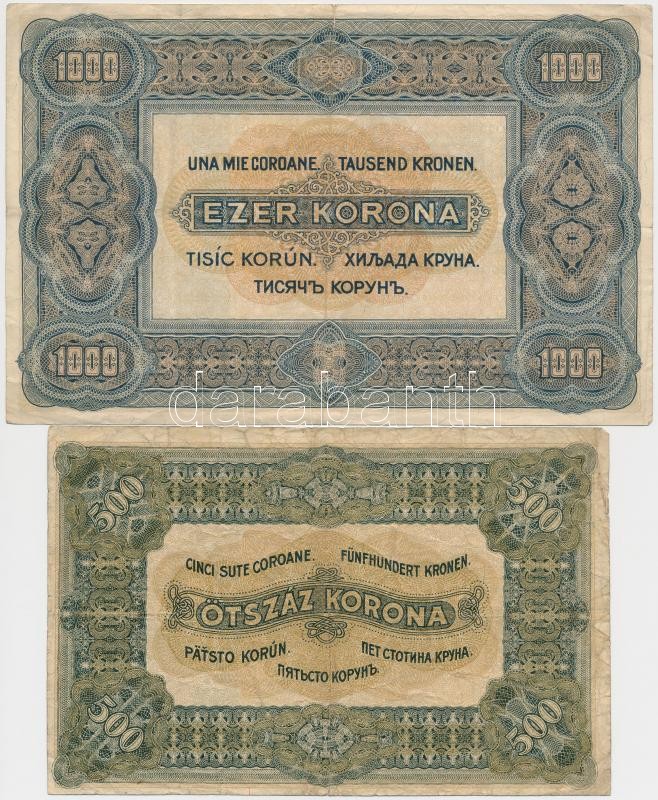 1000 1000
UNA MIE COROANE. TAUSEND KRONEN.
EZER KORONA
TISÍC KORÚN. ХИЉАДА КРУНА.
ТИСЯЧЪ КОРУНЪ.
1000 1000
darabanth
500 500
CINCI SUTE COROANE. FÜNFHUNDERT KRONEN.
ÖTSZÁZ KORONA
PÄŤSTO KORÚN. ПЕТ СТОТИНА КРУНА.
ПЯТЬСТО КОРУНЪ.
500 500